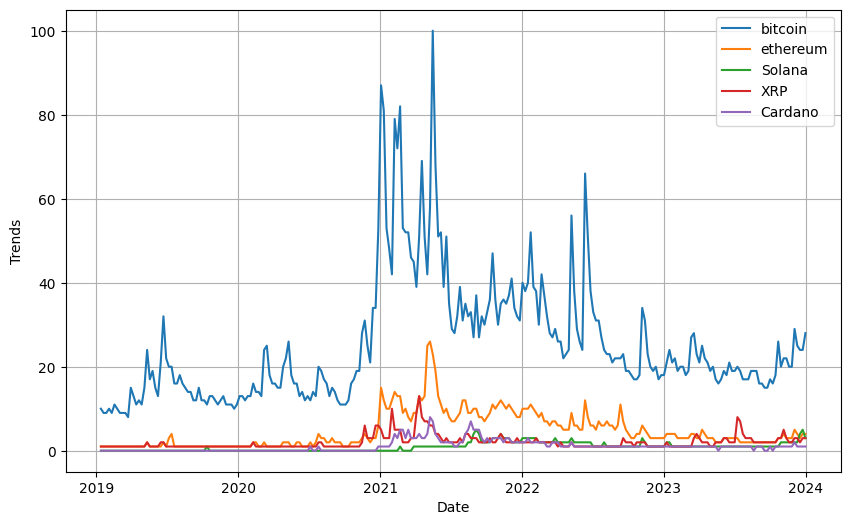 100
80
60
40
20
0
Trends
2019
2020
2021
2022
2023
2024
Date
bitcoin
ethereum
Solana
XRP
Cardano